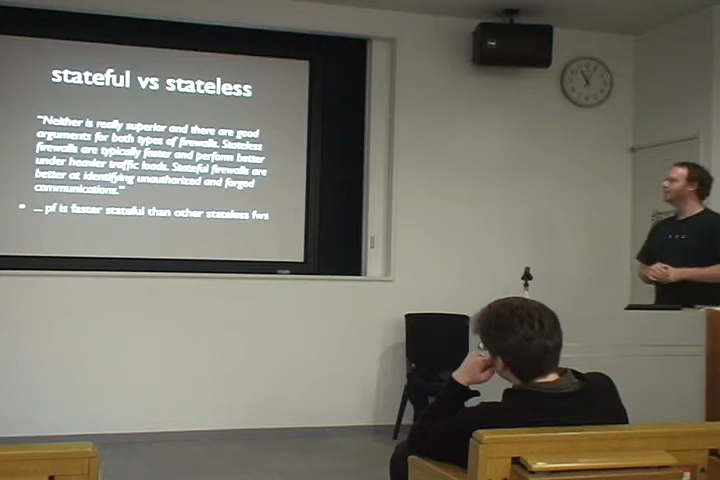 stateful vs stateless
"Neither is really superior and there are good
arguments for both types of firewalls. Stateless
firewalls are typically faster and perform better
under heavier traffic loads. Stateful firewalls are
better at identifying unauthorized and forged
communications."
• ... pf is faster stateful than other stateless fws